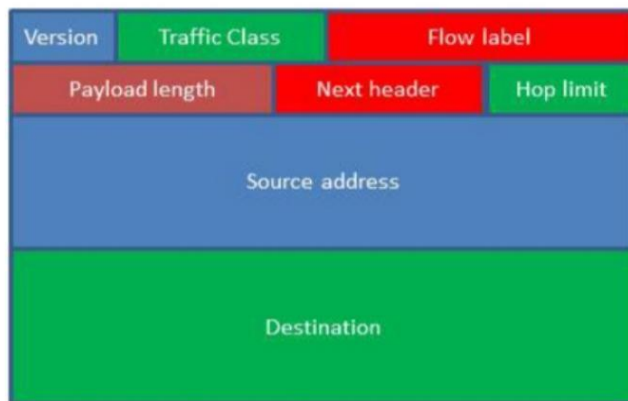 Version Traffic Class Flow label
Payload length Next header Hop limit
Source address
Destination